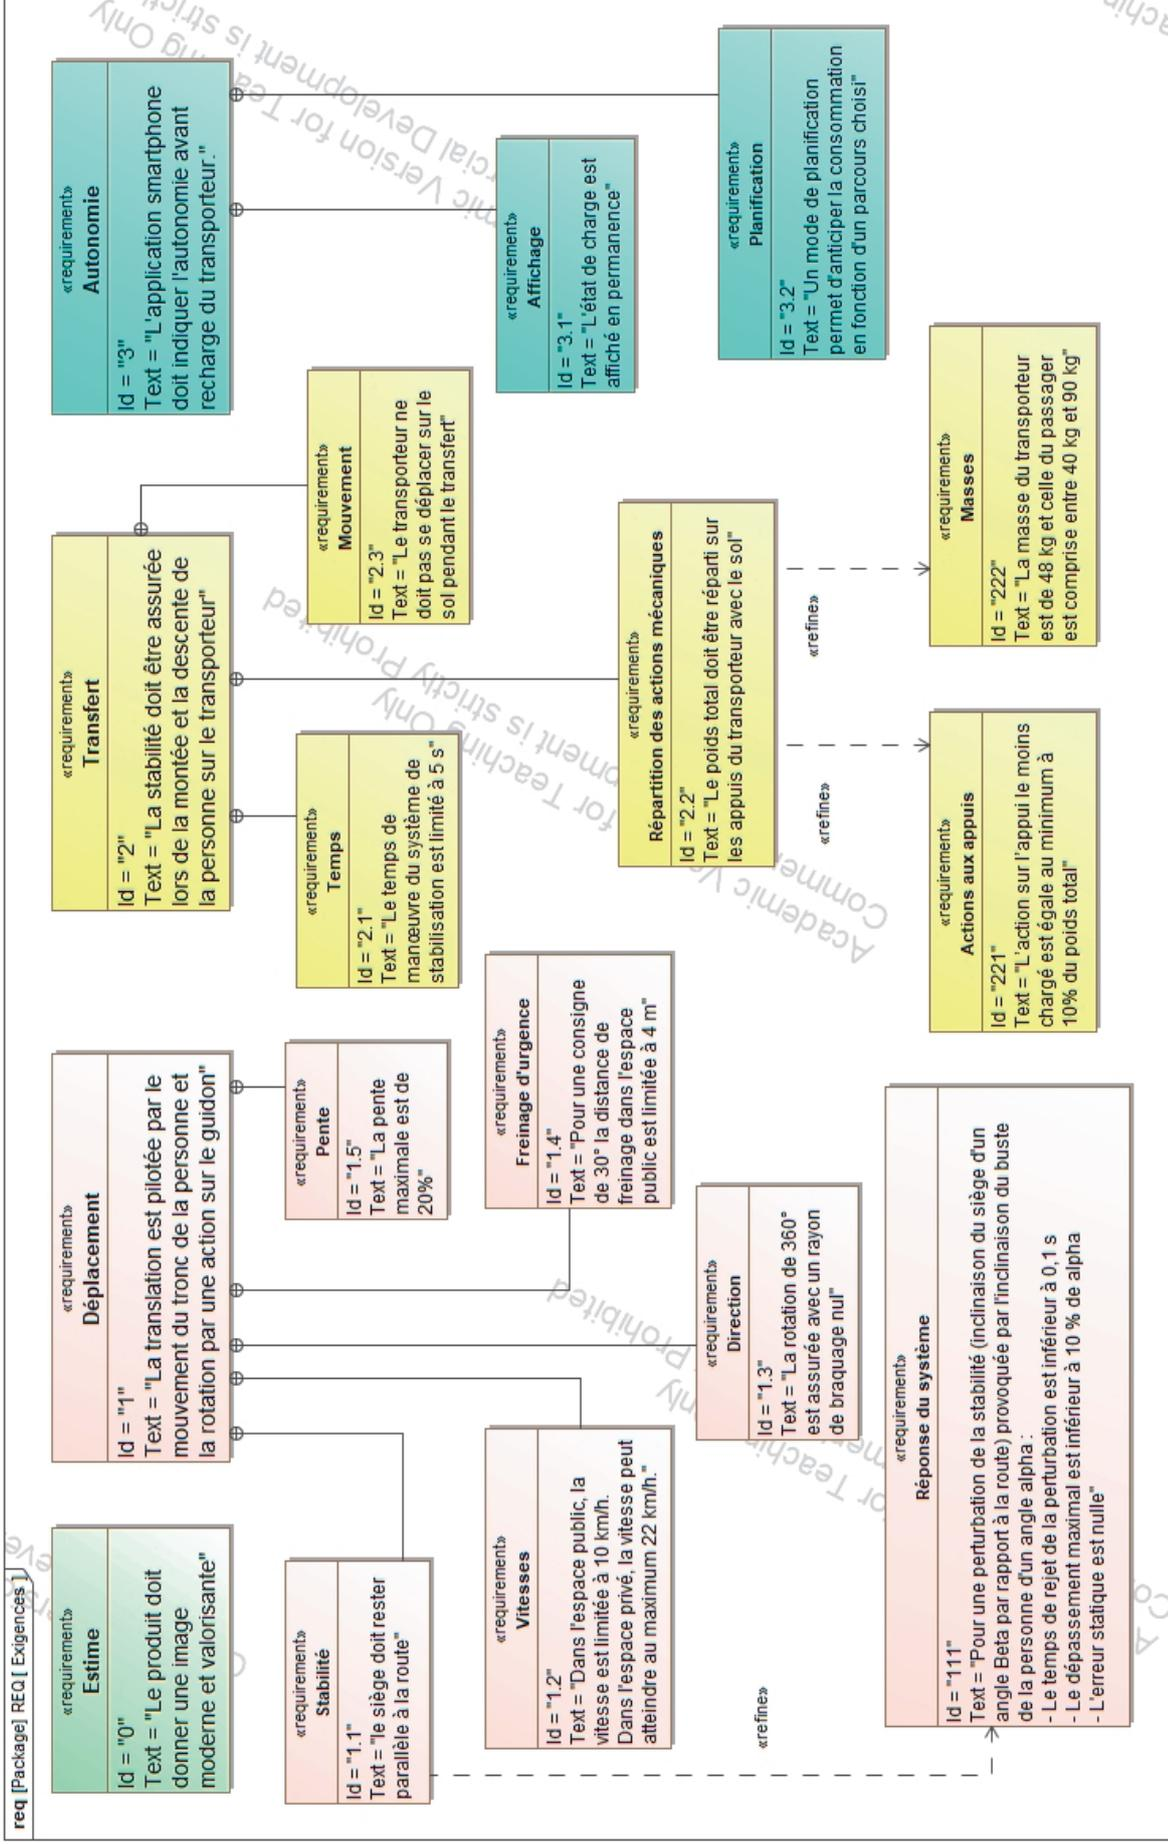 req [Package] REQ [ Exigences ]
«requirement»
Estime
Id = "0"
Text = "Le produit doit
donner une image
moderne et valorisante"
«requirement»
Déplacement
Id = "1"
Text = "La translation est pilotée par le
mouvement du tronc de la personne et
la rotation par une action sur le guidon"
«requirement»
Transfert
Id = "2"
Text = "La stabilité doit être assurée
lors de la montée et la descente de
la personne sur le transporteur"
«requirement»
Autonomie
Id = "3"
Text = "L'application smartphone
doit indiquer l'autonomie avant
recharge du transporteur."
«requirement»
Stabilité
Id = "1.1"
Text = "le siège doit rester
parallèle à la route"
«requirement»
Pente
Id = "1.5"
Text = "La pente
maximale est de
20%"
«requirement»
Temps
Id = "2.1"
Text = "Le temps de
manœuvre du système de
stabilisation est limité à 5 s"
«requirement»
Mouvement
Id = "2.3"
Text = "Le transporteur ne
doit pas se déplacer sur le
sol pendant le transfert"
«requirement»
Vitesses
Id = "1.2"
Text = "Dans l'espace public, la
vitesse est limitée à 10 km/h.
Dans l'espace privé, la vitesse peut
atteindre au maximum 22 km/h."
«requirement»
Freinage d'urgence
Id = "1.4"
Text = "Pour une consigne
de 30° la distance de
freinage dans l'espace
public est limitée à 4 m"
«requirement»
Affichage
Id = "3.1"
Text = "L'état de charge est
affiché en permanence"
«requirement»
Répartition des actions mécaniques
Id = "2.2"
Text = "Le poids total doit être réparti sur
les appuis du transporteur avec le sol"
«requirement»
Direction
Id = "1.3"
Text = "La rotation de 360°
est assurée avec un rayon
de braquage nul"
«requirement»
Planification
Id = "3.2"
Text = "Un mode de planification
permet d'anticiper la consommation
en fonction d'un parcours choisi"
«refine»
«refine»
«refine»
«requirement»
Réponse du système
Id = "111"
Text = "Pour une perturbation de la stabilité (inclinaison du siège d'un
angle Beta par rapport à la route) provoquée par l'inclinaison du buste
de la personne d'un angle alpha :
- Le temps de rejet de la perturbation est inférieur à 0,1 s
- Le dépassement maximal est inférieur à 10 % de alpha
- L'erreur statique est nulle"
«requirement»
Actions aux appuis
Id = "221"
Text = "L'action sur l'appui le moins
chargé est égale au minimum à
10% du poids total"
«requirement»
Masses
Id = "222"
Text = "La masse du transporteur
est de 48 kg et celle du passager
est comprise entre 40 kg et 90 kg"